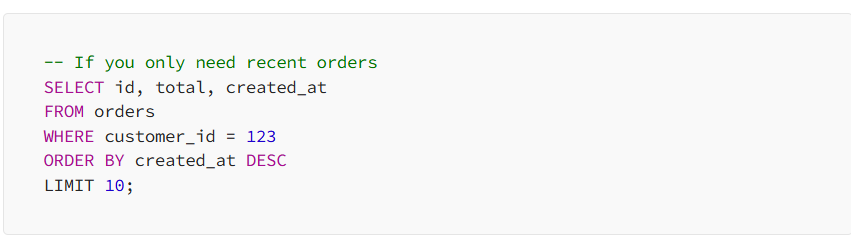 -- If you only need recent orders
SELECT id, total, created_at
FROM orders
WHERE customer_id = 123
ORDER BY created_at DESC
LIMIT 10;